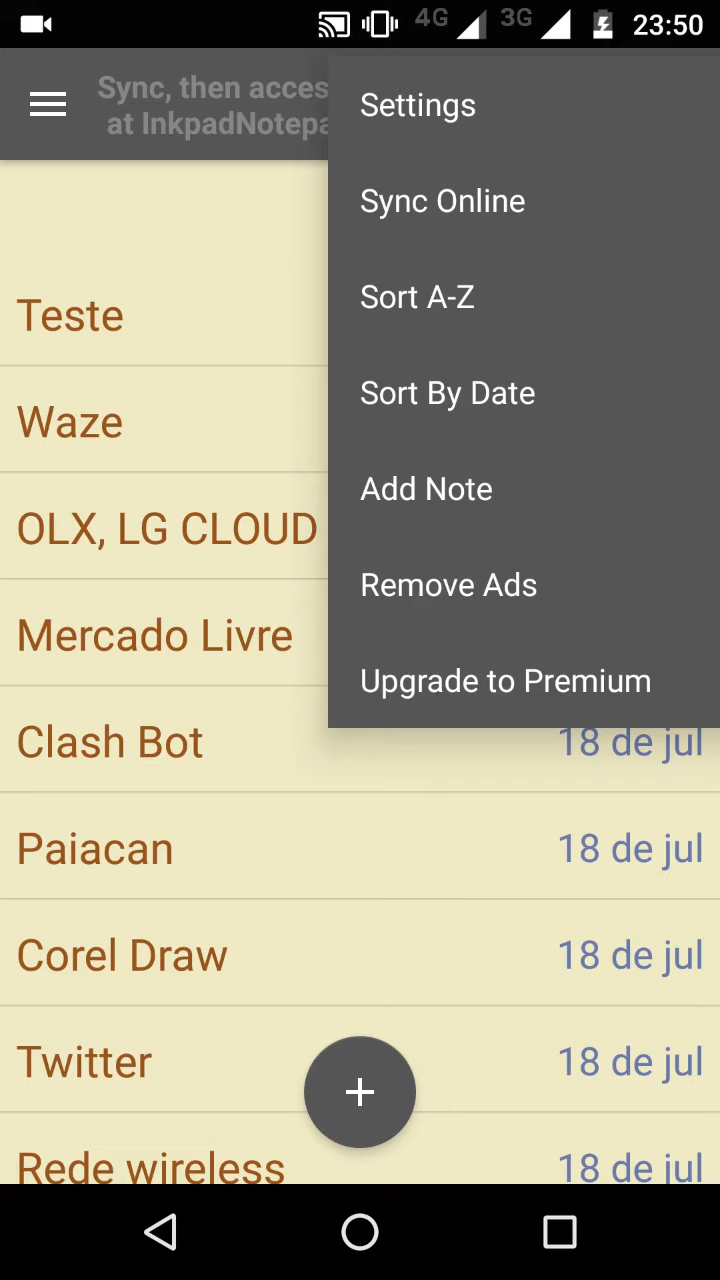 4G 3G 23:50
Sync, then acces
at InkpadNotepa
Settings
Sync Online
Sort A-Z
Sort By Date
Add Note
Remove Ads
Upgrade to Premium
Teste
Waze
OLX, LG CLOUD
Mercado Livre
Clash Bot 18 de jul
Paiacan 18 de jul
Corel Draw 18 de jul
Twitter 18 de jul
Rede wireless 18 de jul